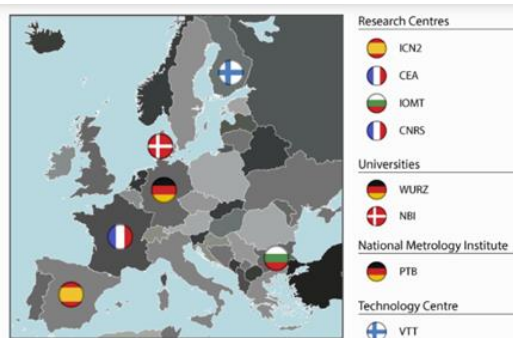 Research Centres
ICN2
CEA
IOMT
CNRS
Universities
WURZ
NBI
National Metrology Institute
PTB
Technology Centre
VTT